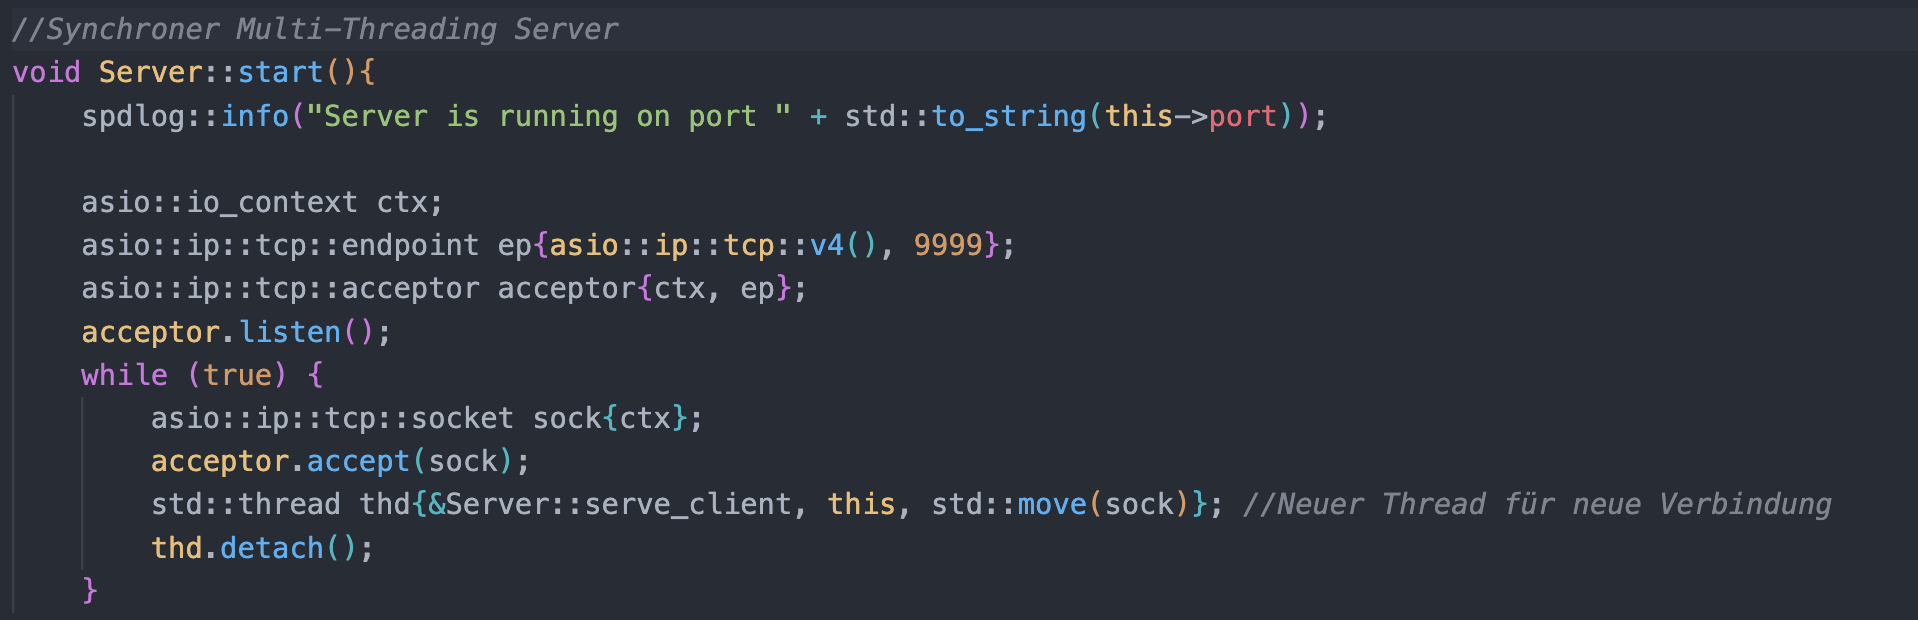 //Synchroner Multi-Threading Server
void Server::start(){
    spdlog::info("Server is running on port " + std::to_string(this->port));

    asio::io_context ctx;
    asio::ip::tcp::endpoint ep{asio::ip::tcp::v4(), 9999};
    asio::ip::tcp::acceptor acceptor{ctx, ep};
    acceptor.listen();
    while (true) {
        asio::ip::tcp::socket sock{ctx};
        acceptor.accept(sock);
        std::thread thd{&Server::serve_client, this, std::move(sock)}; //Neuer Thread für neue Verbindung
        thd.detach();
    }